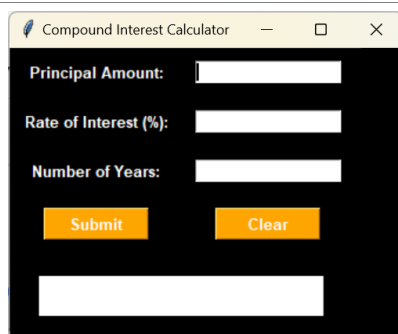 Compound Interest Calculator
Principal Amount:
Rate of Interest (%):
Number of Years:
Submit Clear